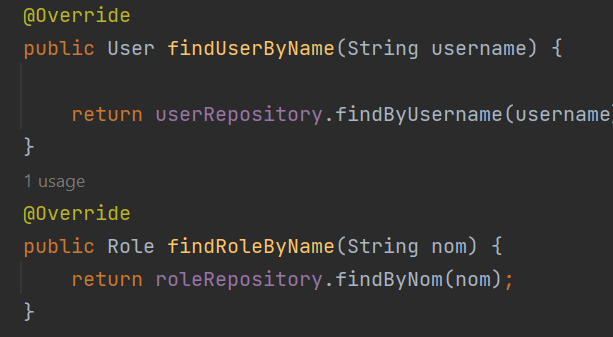 @Override
public User findUserByName(String username) {
return userRepository.findByUsername(username
}
1 usage
@Override
public Role findRoleByName(String nom) {
return roleRepository.findByNom(nom);
}